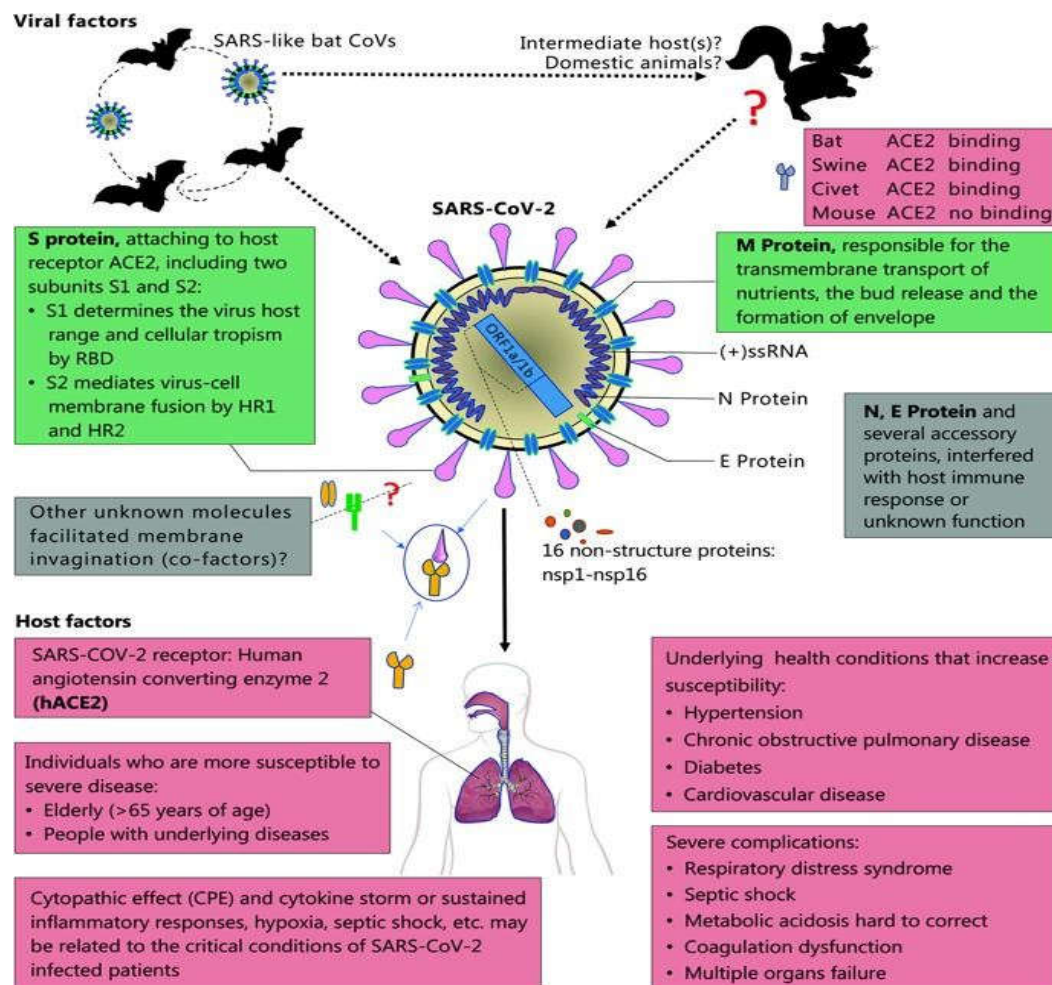 Viral factors
SARS-like bat CoVs
Intermediate host(s)?
Domestic animals?
?
Bat ACE2 binding
Swine ACE2 binding
Civet ACE2 binding
Mouse ACE2 no binding
SARS-CoV-2
S protein, attaching to host
receptor ACE2, including two
subunits S1 and S2:
• S1 determines the virus host
range and cellular tropism
by RBD
• S2 mediates virus-cell
membrane fusion by HR1
and HR2
M Protein, responsible for the
transmembrane transport of
nutrients, the bud release and the
formation of envelope
ORF1a/1b
(+)ssRNA
N Protein
E Protein
N, E Protein and
several accessory
proteins, interfered
with host immune
response or
unknown function
?
Other unknown molecules
facilitated membrane
invagination (co-factors)?
16 non-structure proteins:
nsp1-nsp16
Host factors
SARS-COV-2 receptor: Human
angiotensin converting enzyme 2
(hACE2)
Individuals who are more susceptible to
severe disease:
• Elderly (>65 years of age)
• People with underlying diseases
Cytopathic effect (CPE) and cytokine storm or sustained
inflammatory responses, hypoxia, septic shock, etc. may
be related to the critical conditions of SARS-CoV-2
infected patients
Underlying health conditions that increase
susceptibility:
• Hypertension
• Chronic obstructive pulmonary disease
• Diabetes
• Cardiovascular disease
Severe complications:
• Respiratory distress syndrome
• Septic shock
• Metabolic acidosis hard to correct
• Coagulation dysfunction
• Multiple organs failure